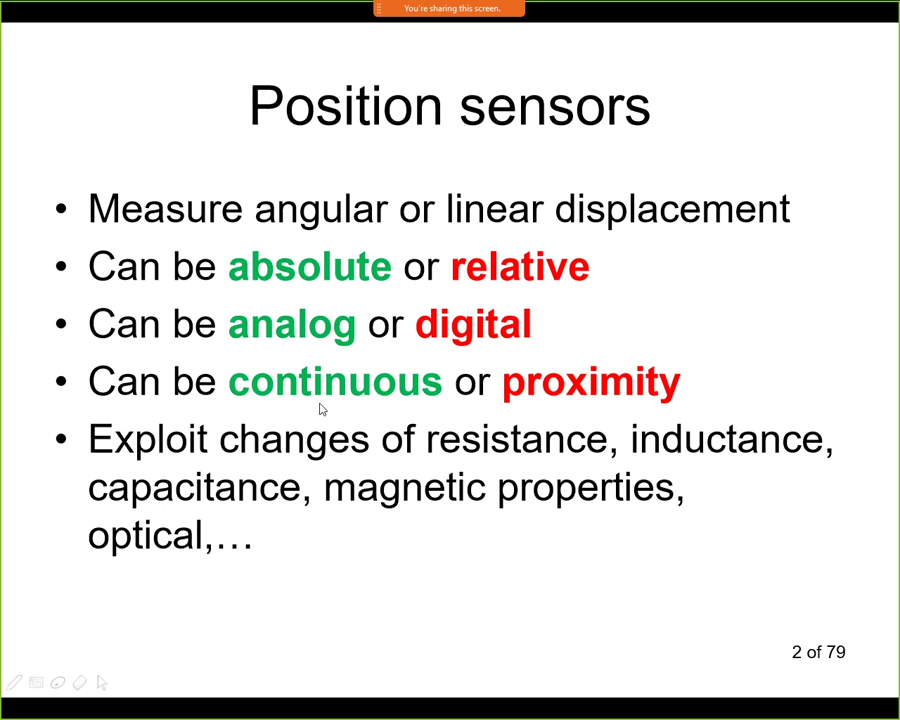 You're sharing this screen.
Position sensors
• Measure angular or linear displacement
• Can be absolute or relative
• Can be analog or digital
• Can be continuous or proximity
• Exploit changes of resistance, inductance,
capacitance, magnetic properties,
optical,…
2 of 79